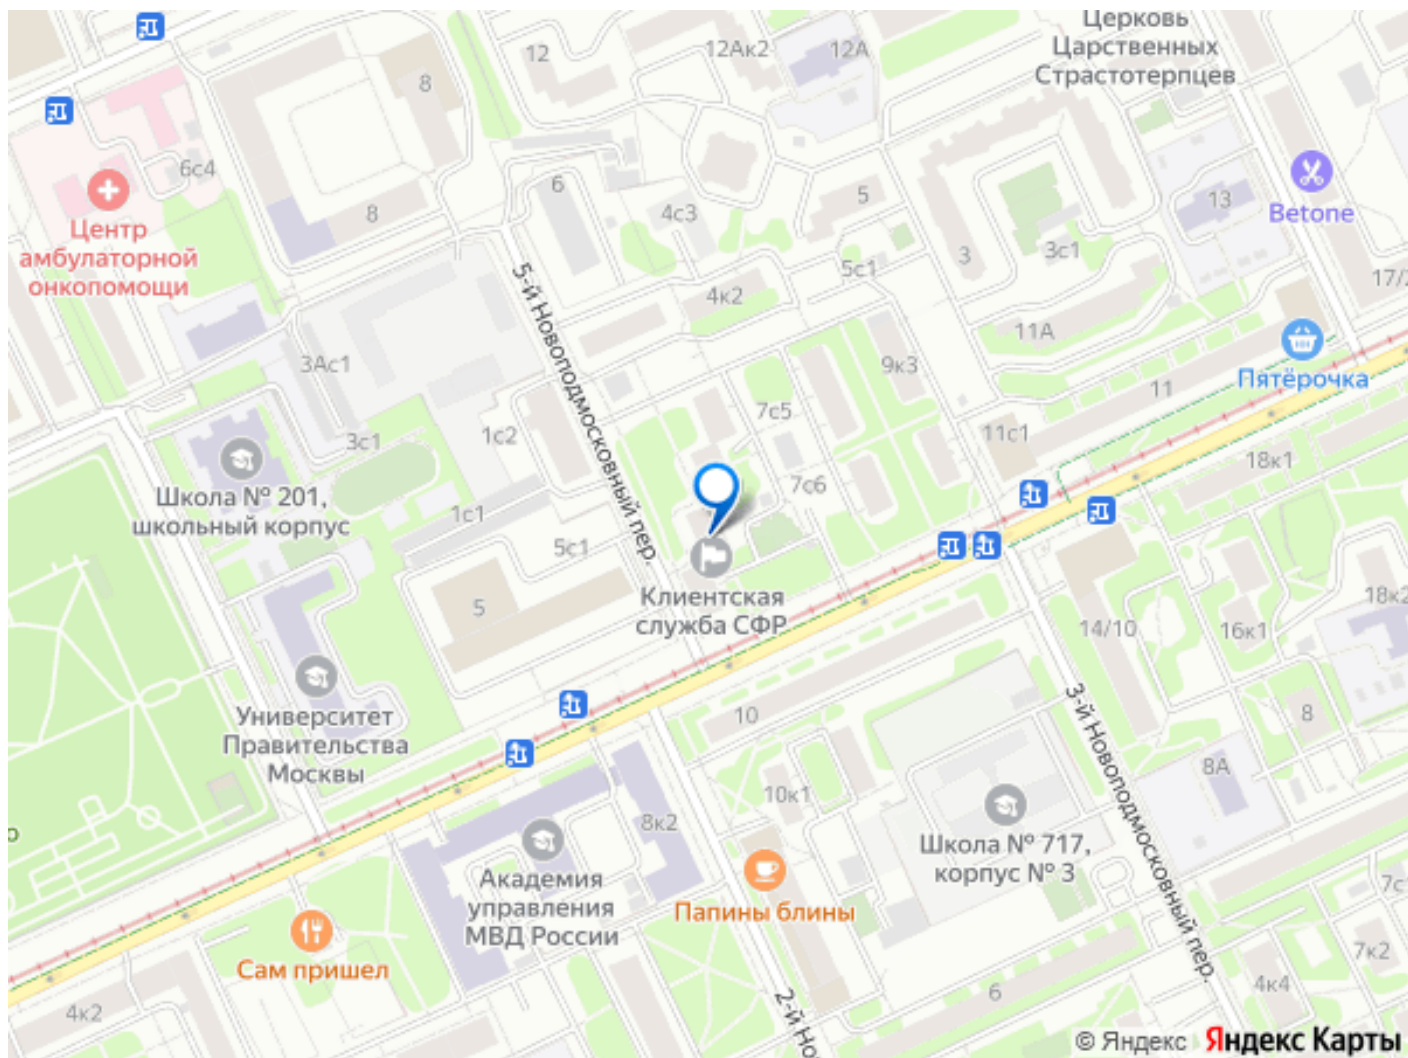 Церковь
Царственных
Страстотерпцев
12
12Ак2
12А
8
6с4
6
8
4с3
5
13
Betone
Центр
амбулаторной
онкопомощи
3
3с1
5с1
4к2
17/2
5-й Новоподмосковный пер.
11А
3Ас1
9к3
Пятёрочка
11
7с5
1с2
3с1
11с1
18к1
Школа № 201,
школьный корпус
7с6
1с1
5с1
Клиентская
служба СФР
5
18к2
14/10
16к1
Университет
Правительства
Москвы
10
8
3-й Новоподмосковный пер.
8А
10к1
8к2
Школа № 717,
корпус № 3
Академия
управления
МВД России
Папины блины
7с
Сам пришел
7к2
4к4
6
4к2
2-й Но
© Яндекс Яндекс Карты